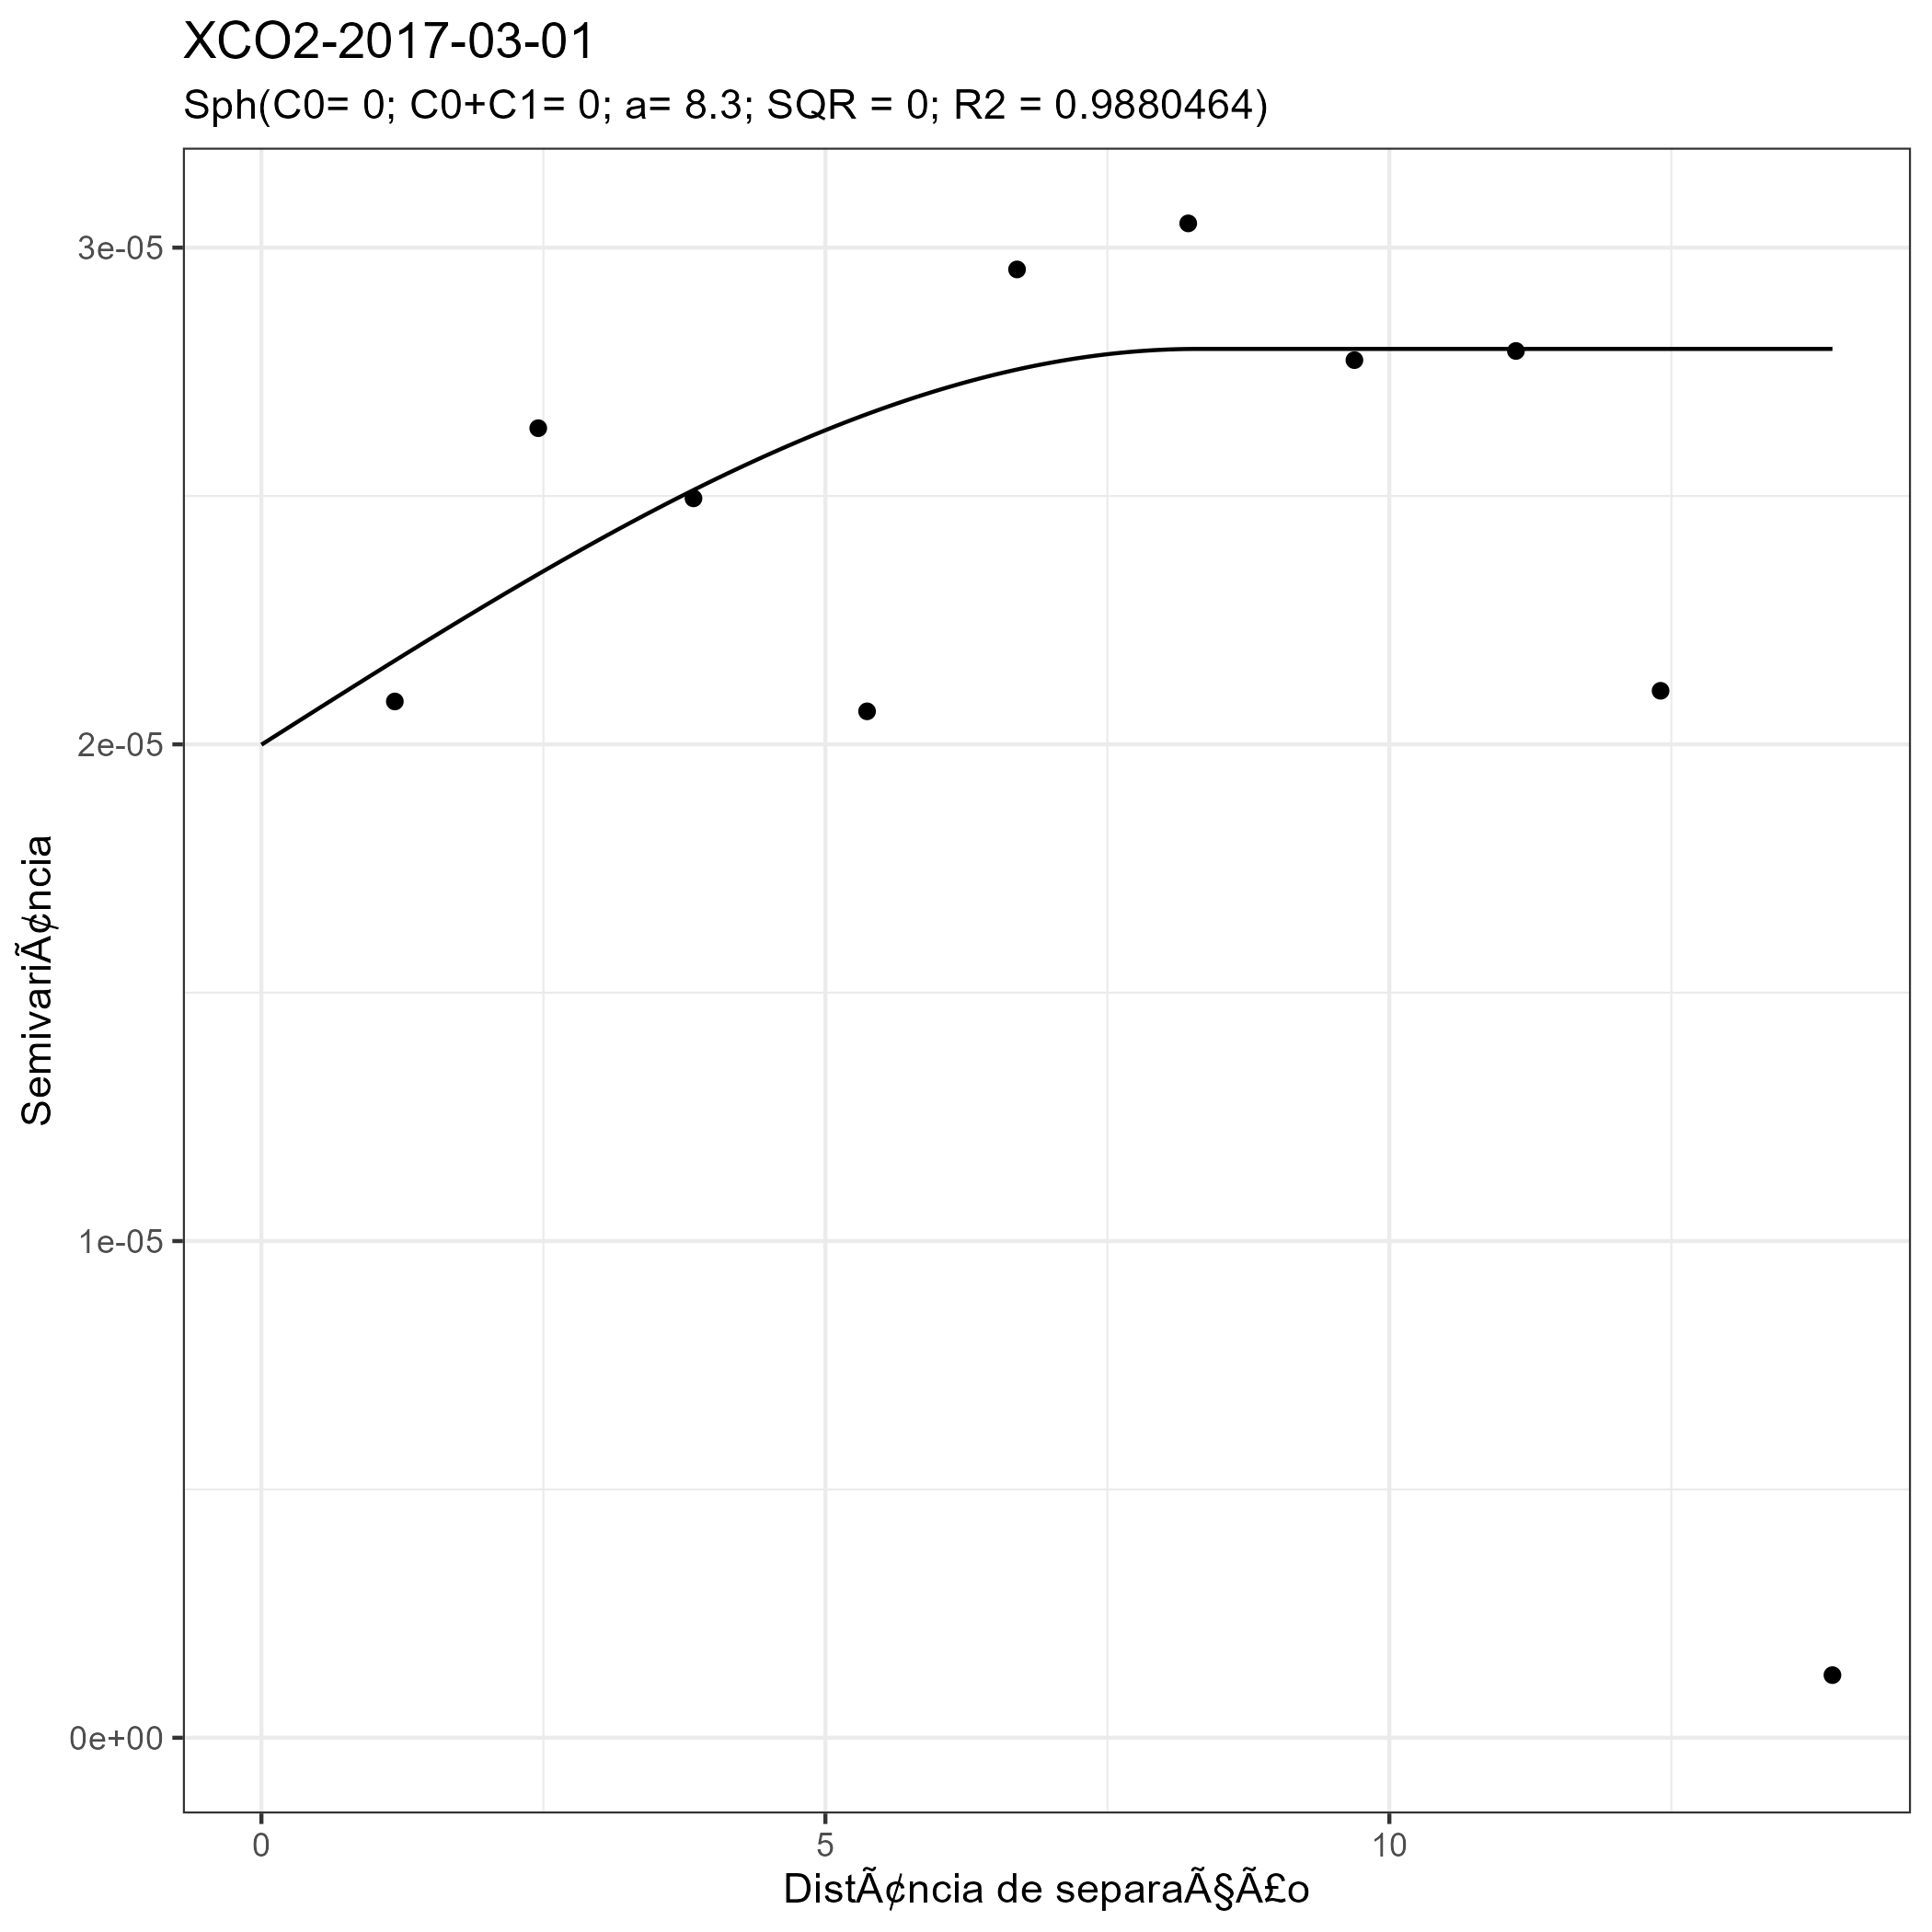 XCO2-2017-03-01
Sph(C0= 0; C0+C1= 0; a= 8.3; SQR = 0; R2 = 0.9880464)
SemivariÃ¢ncia
3e-05
2e-05
1e-05
0e+00
0
5
10
DistÃ¢ncia de separaÃ§Ã£o